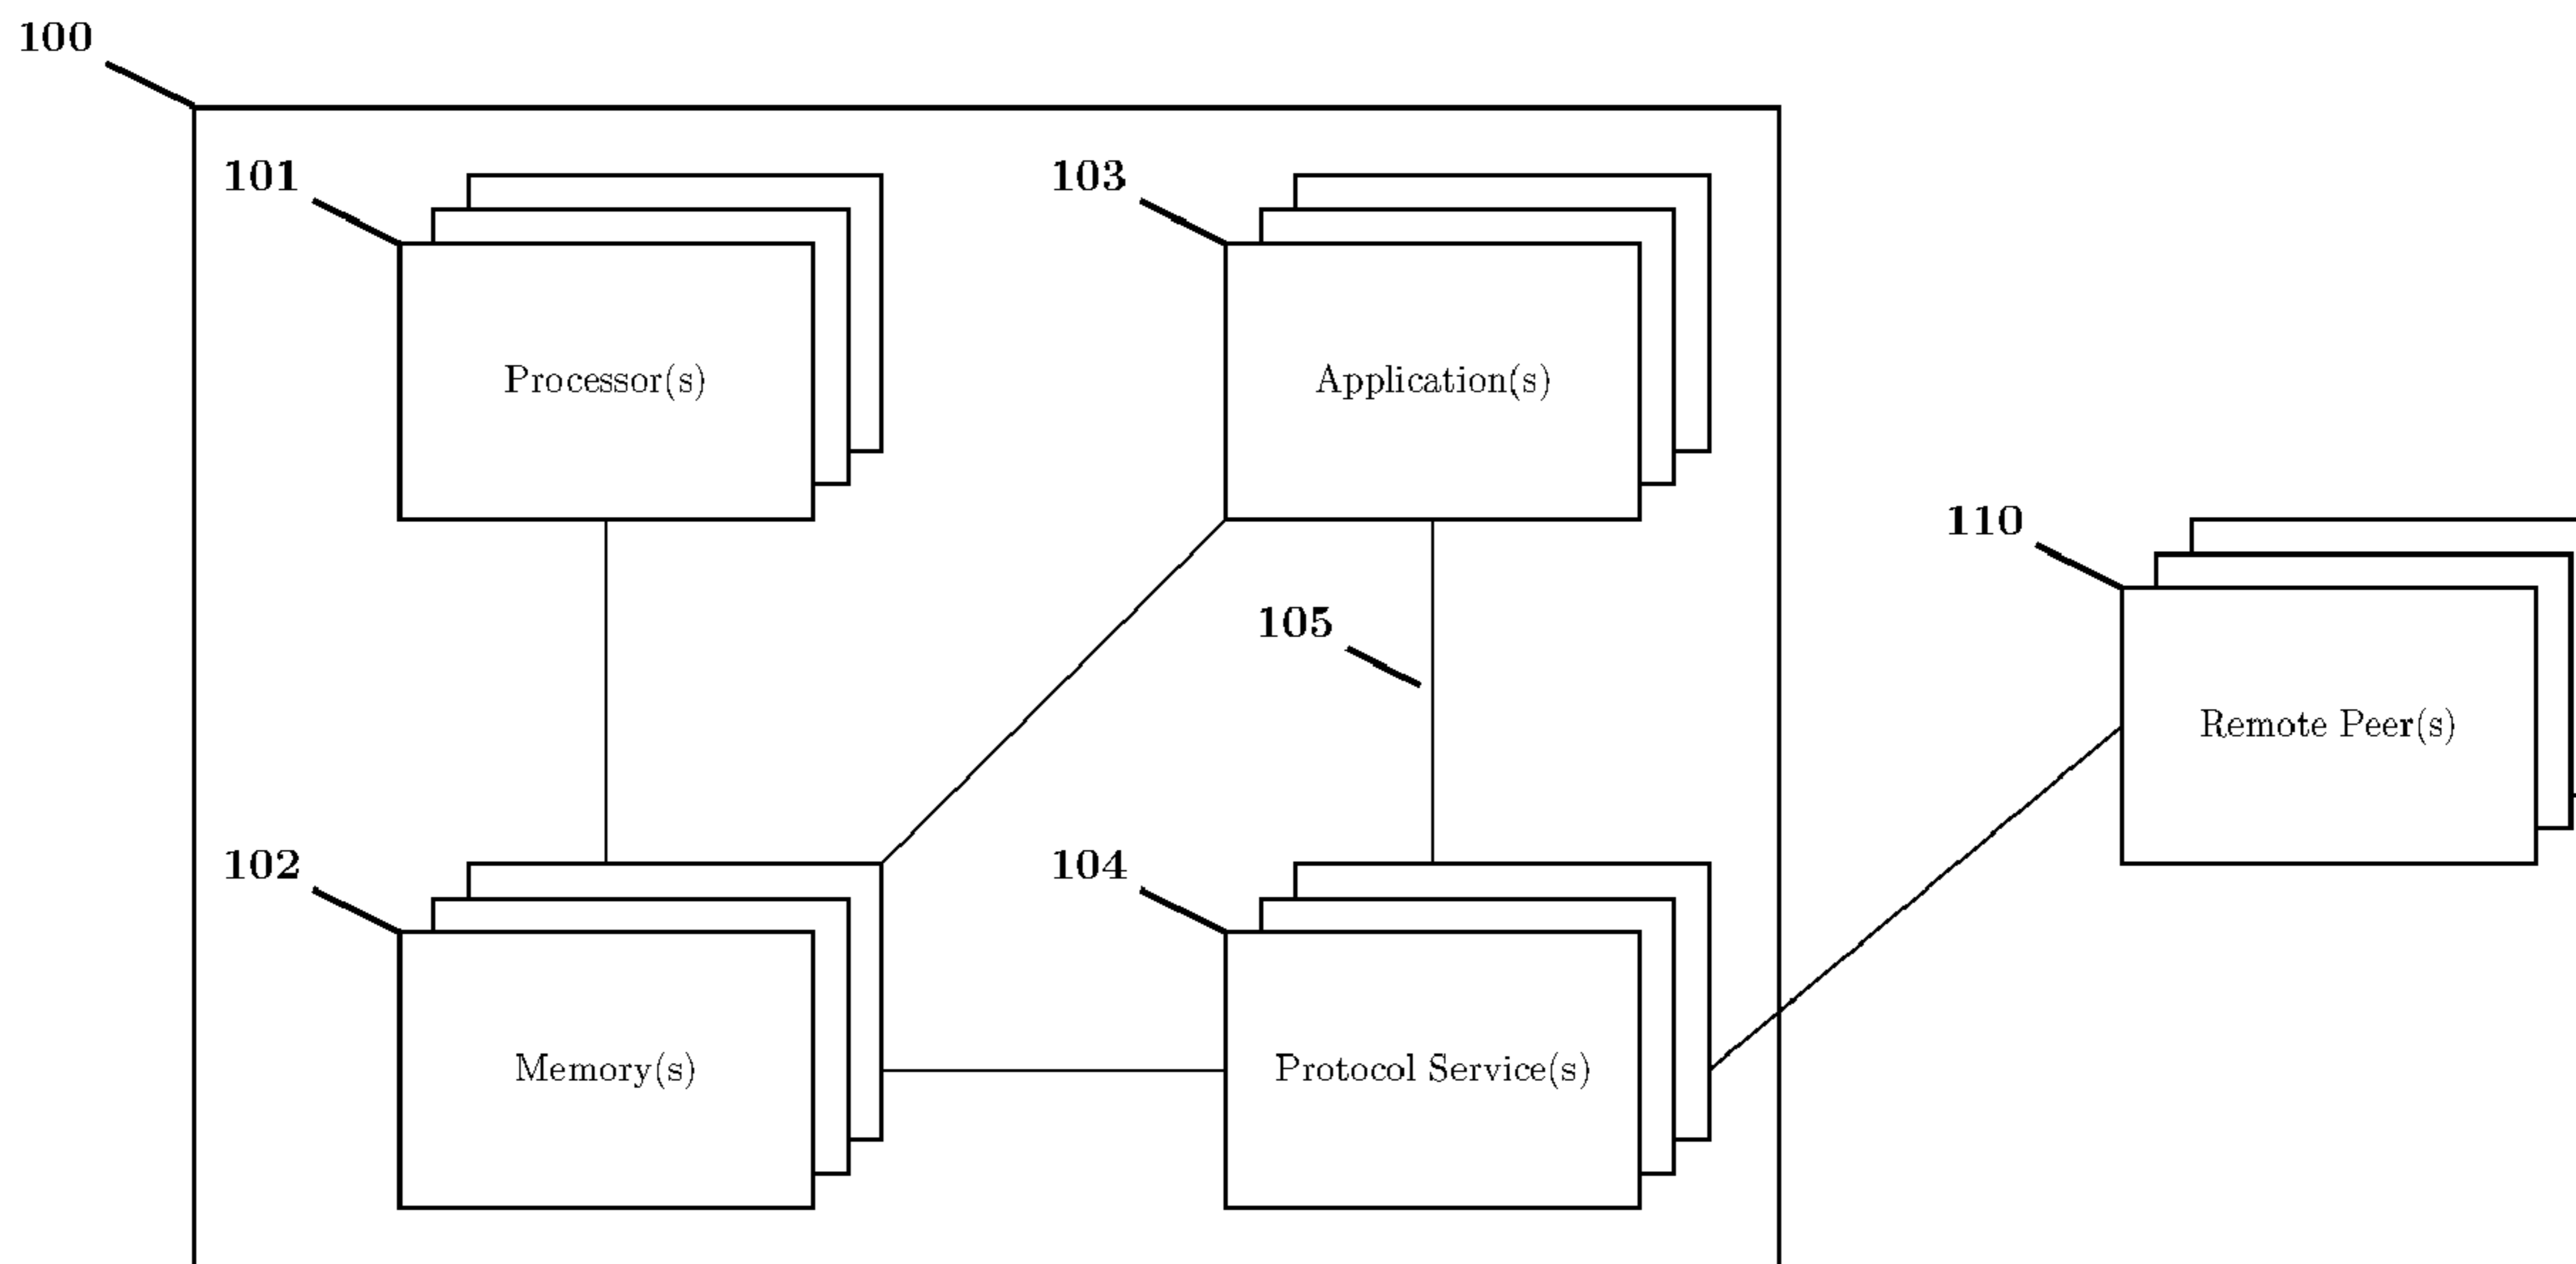 100
101
103
Processor(s)
Application(s)
110
105
Remote Peer(s)
102
104
Memory(s)
Protocol Service(s)